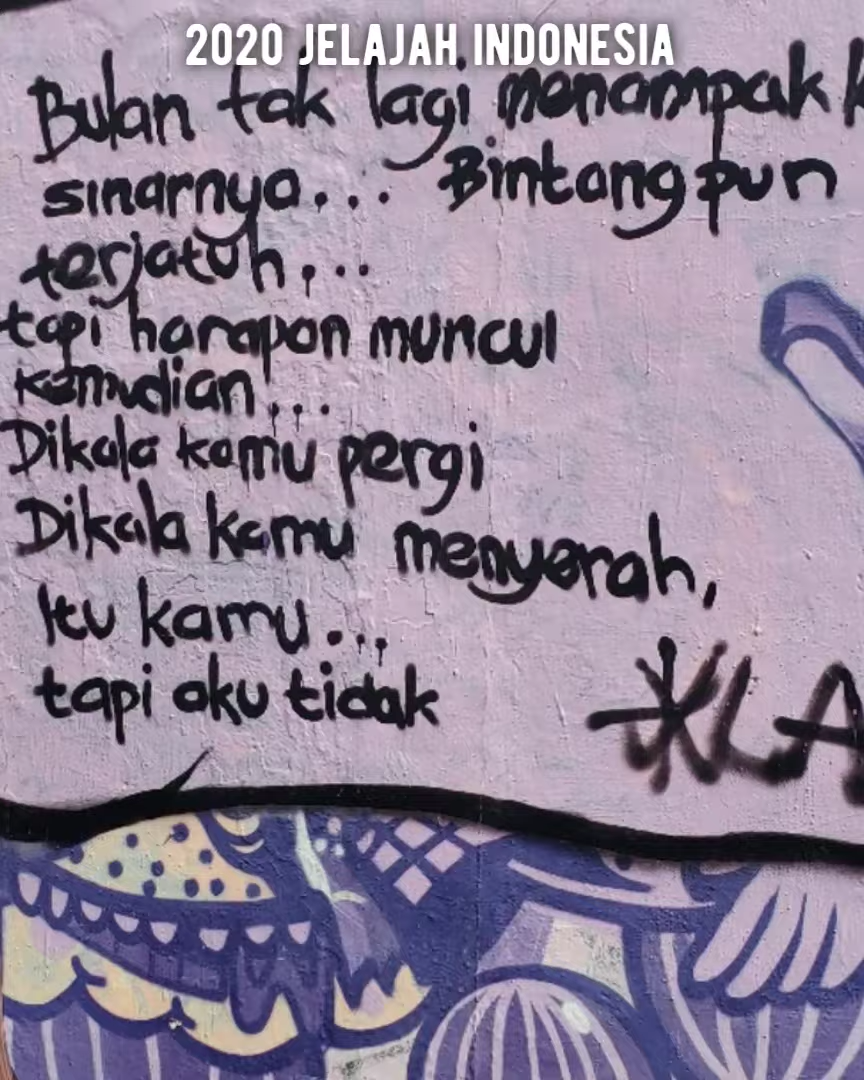 2020 JELAJAH INDONESIA
Bulan tak lagi menampak
sinarnya... Bintang pun
terjatuh...
tapi harapan muncul
kemudian...
Dikala kamu pergi
Dikala kamu menyerah,
Itu kamu...
tapi aku tidak
KLA